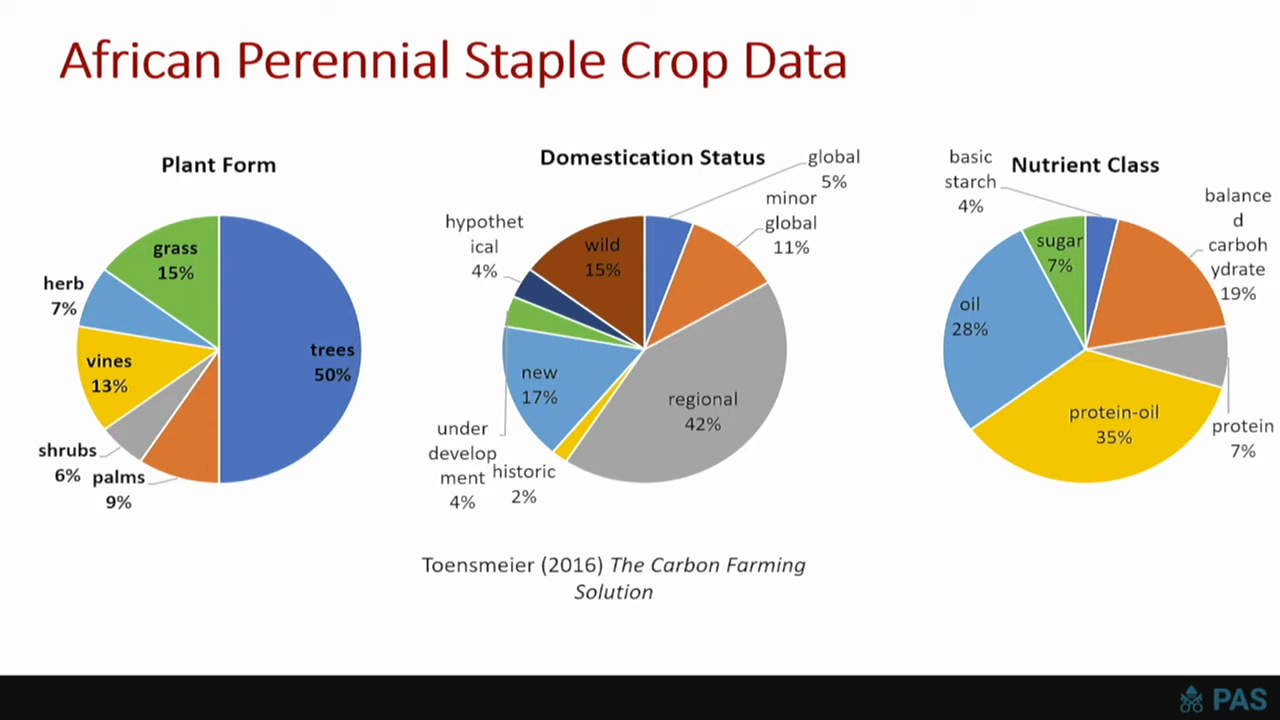 African Perennial Staple Crop Data
Plant Form
trees
50%
palms
9%
shrubs
6%
vines
13%
herb
7%
grass
15%
Domestication Status
global
5%
minor
global
11%
regional
42%
historic
2%
new
17%
under
develop
ment
4%
hypothet
ical
4%
wild
15%
Nutrient Class
basic
starch
4%
balance
d
carboh
ydrate
19%
protein
7%
protein-oil
35%
oil
28%
sugar
7%
Toensmeier (2016) The Carbon Farming
Solution
PAS